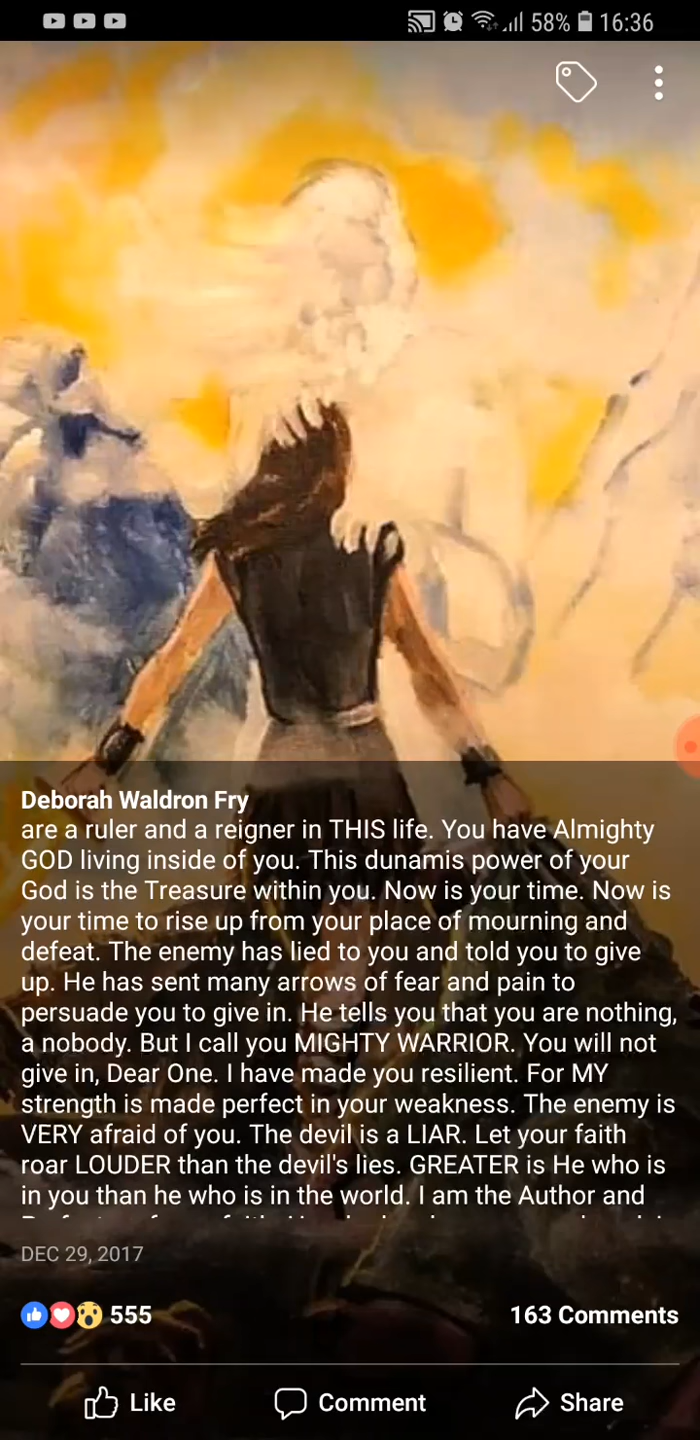 58% 16:36
Deborah Waldron Fry
are a ruler and a reigner in THIS life. You have Almighty
GOD living inside of you. This dunamis power of your
God is the Treasure within you. Now is your time. Now is
your time to rise up from your place of mourning and
defeat. The enemy has lied to you and told you to give
up. He has sent many arrows of fear and pain to
persuade you to give in. He tells you that you are nothing,
a nobody. But I call you MIGHTY WARRIOR. You will not
give in, Dear One. I have made you resilient. For MY
strength is made perfect in your weakness. The enemy is
VERY afraid of you. The devil is a LIAR. Let your faith
roar LOUDER than the devil's lies. GREATER is He who is
in you than he who is in the world. I am the Author and
DEC 29, 2017
555 163 Comments
Like Comment Share